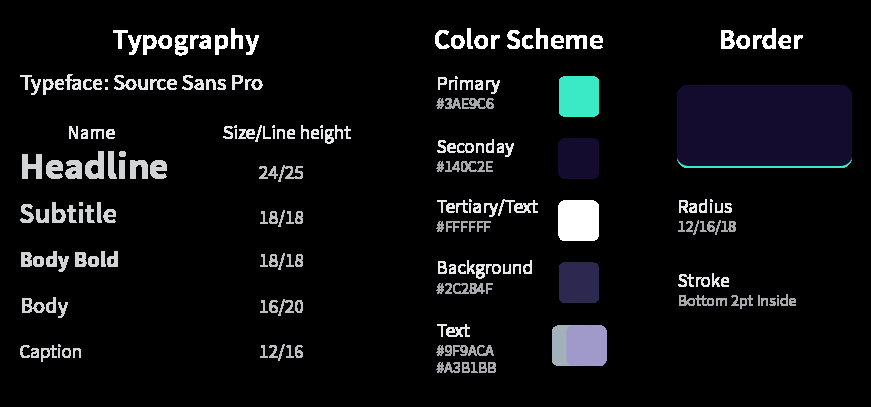 Typography
Typeface: Source Sans Pro
Name Size/Line height
Headline 24/25
Subtitle 18/18
Body Bold 18/18
Body 16/20
Caption 12/16
Color Scheme
Primary
#3AE9C6
Seconday
#140C2E
Tertiary/Text
#FFFFFF
Background
#2C284F
Text
#9F9ACA
#A3B1BB
Border
Radius
12/16/18
Stroke
Bottom 2pt Inside